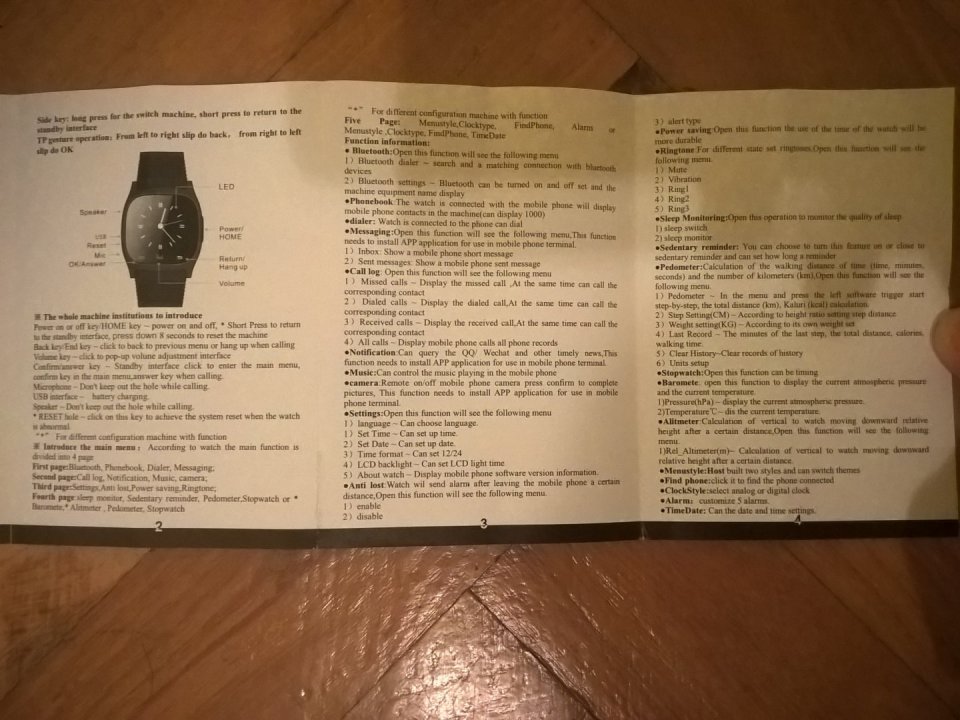 Side key: long press for the switch machine, short press to return to the
standby interface
TP gesture operation: From left to right slip do back, from right to left
slip do OK
LED
Speaker
Power/
HOME
USB
Reset
Mic
OK/Answer
Return/
Hang up
Volume
※ The whole machine institutions to introduce
Power on or off key/HOME key ~ power on and off, * Short Press to return
to the standby interface, press down 8 seconds to reset the machine
Back key/End key ~ click to back to previous menu or hang up when calling
Volume key ~ click to pop-up volune adjustment interface
Confirm/answer key ~ Standby interface click to enter the main menu,
confirm key in the main menu,answer key when calling.
Microphone ~ Don't keep out the hole while calling.
USB interface ~ battery charging.
Speaker ~ Don't keep out the hole while calling.
* RESET hole ~ click on this key to achieve the system reset when the watch
is abnormal.
"*" For different configuration machine with function
※ Introduce the main menu: According to watch the main function is
divided into 4 page
First page:Bluetooth, Phonebook, Dialer, Messaging;
Second page:Call log, Notification, Music, camera;
Third page:Settings,Anti lost,Power saving,Ringtone;
Fourth page:sleep monitor, Sedentary reminder, Pedometer,Stopwatch or *
Baromete,* Alitmeter , Pedometer, Stopwatch
2
"*" For different configuration machine with function
Five Page: Menustyle,Clocktype, FindPhone, Alarm or
Menustyle ,Clocktype, FindPhone, TimeDate
Function information:
● Bluetooth:Open this function will see the following menu
1）Bluetooth dialer ~ search and a matching connection with bluetooth
devices
2）Bluetooth settings ~ Bluetooth can be turned on and off set and the
machine equipment name display
●Phonebook:The watch is connected with the mobile phone will display
mobile phone contacts in the machine(can display 1000)
●dialer: Watch is connected to the phone can dial
●Messaging:Open this function will see the following menu,This function
needs to install APP application for use in mobile phone terminal.
1）Inbox: Show a mobile phone short message
2）Sent messages: Show a mobile phone sent message
●Call log: Open this function will see the following menu
1）Missed calls ~ Display the missed call ,At the same time can call the
corresponding contact
2）Dialed calls ~ Display the dialed call,At the same time can call the
corresponding contact
3）Received calls ~ Display the received call,At the same time can call the
corresponding contact
4）All calls ~ Display mobile phone calls all phone records
●Notification:Can query the QQ/ Wechat and other timely news,This
function needs to install APP application for use in mobile phone terminal.
●Music:Can control the music playing in the mobile phone
●camera:Remote on/off mobile phone camera press confirm to complete
pictures, This function needs to install APP application for use in mobile
phone terminal.
●Settings:Open this function will see the following menu
1）language ~ Can choose language.
1）Set Time ~ Can set up time.
2）Set Date ~ Can set up date.
3）Time format ~ Can set 12/24
4）LCD backlight ~ Can set LCD light time
5）About watch ~ Display mobile phone software version information.
●Anti lost:Watch wil send alarm after leaving the mobile phone a certain
distance,Open this function will see the following menu.
1）enable
2）disable
3
3）alert type
●Power saving:Open this function the use of the time of the watch will be
more durable
●Ringtone:For different state set ringtones.Open this function will see the
following menu.
1）Mute
2）Vibration
3）Ring1
4）Ring2
5）Ring3
●Sleep Monitoring:Open this operation to monitor the quality of sleep
1) sleep switch
2) sleep monitor
●Sedentary reminder: You can choose to turn this feature on or close to
sedentary reminder and can set how long a reminder
●Pedometer:Calculation of the walking distance of time (time, minutes,
seconds) and the number of kilometers (km),Open this function will see the
following menu.
1）Pedometer ~ In the menu and press the left software trigger start
step-by-step, the total distance (km), Kaluri (kcal) calculation.
2）Step Setting(CM) ~ According to height ratio setting step distance.
3）Weight setting(KG) ~ According to its own weight set
4）Last Record ~ The minutes of the last step, the total distance, calories,
walking time.
5）Clear History~Clear records of history
6）Units setup
●Stopwatch:Open this function can be timing
●Baromete: open this function to display the current atmospheric pressure
and the current temperature.
1)Pressure(hPa) ~ display the current atmospheric pressure.
2)Temperature℃ ~ dis the current temperature.
●Alitmeter:Calculation of vertical to watch moving downward relative
height after a certain distance,Open this function will see the following
menu
1)Rel_Altimeter(m)~ Calculation of vertical to watch moving downward
relative height after a certain distance.
●Menustyle:Host built two styles and can switch themes
●Find phone:click it to find the phone connected
●ClockStyle:select analog or digital clock
●Alarm: customize 5 alarms.
●TimeDate: Can the date and time settings.
4